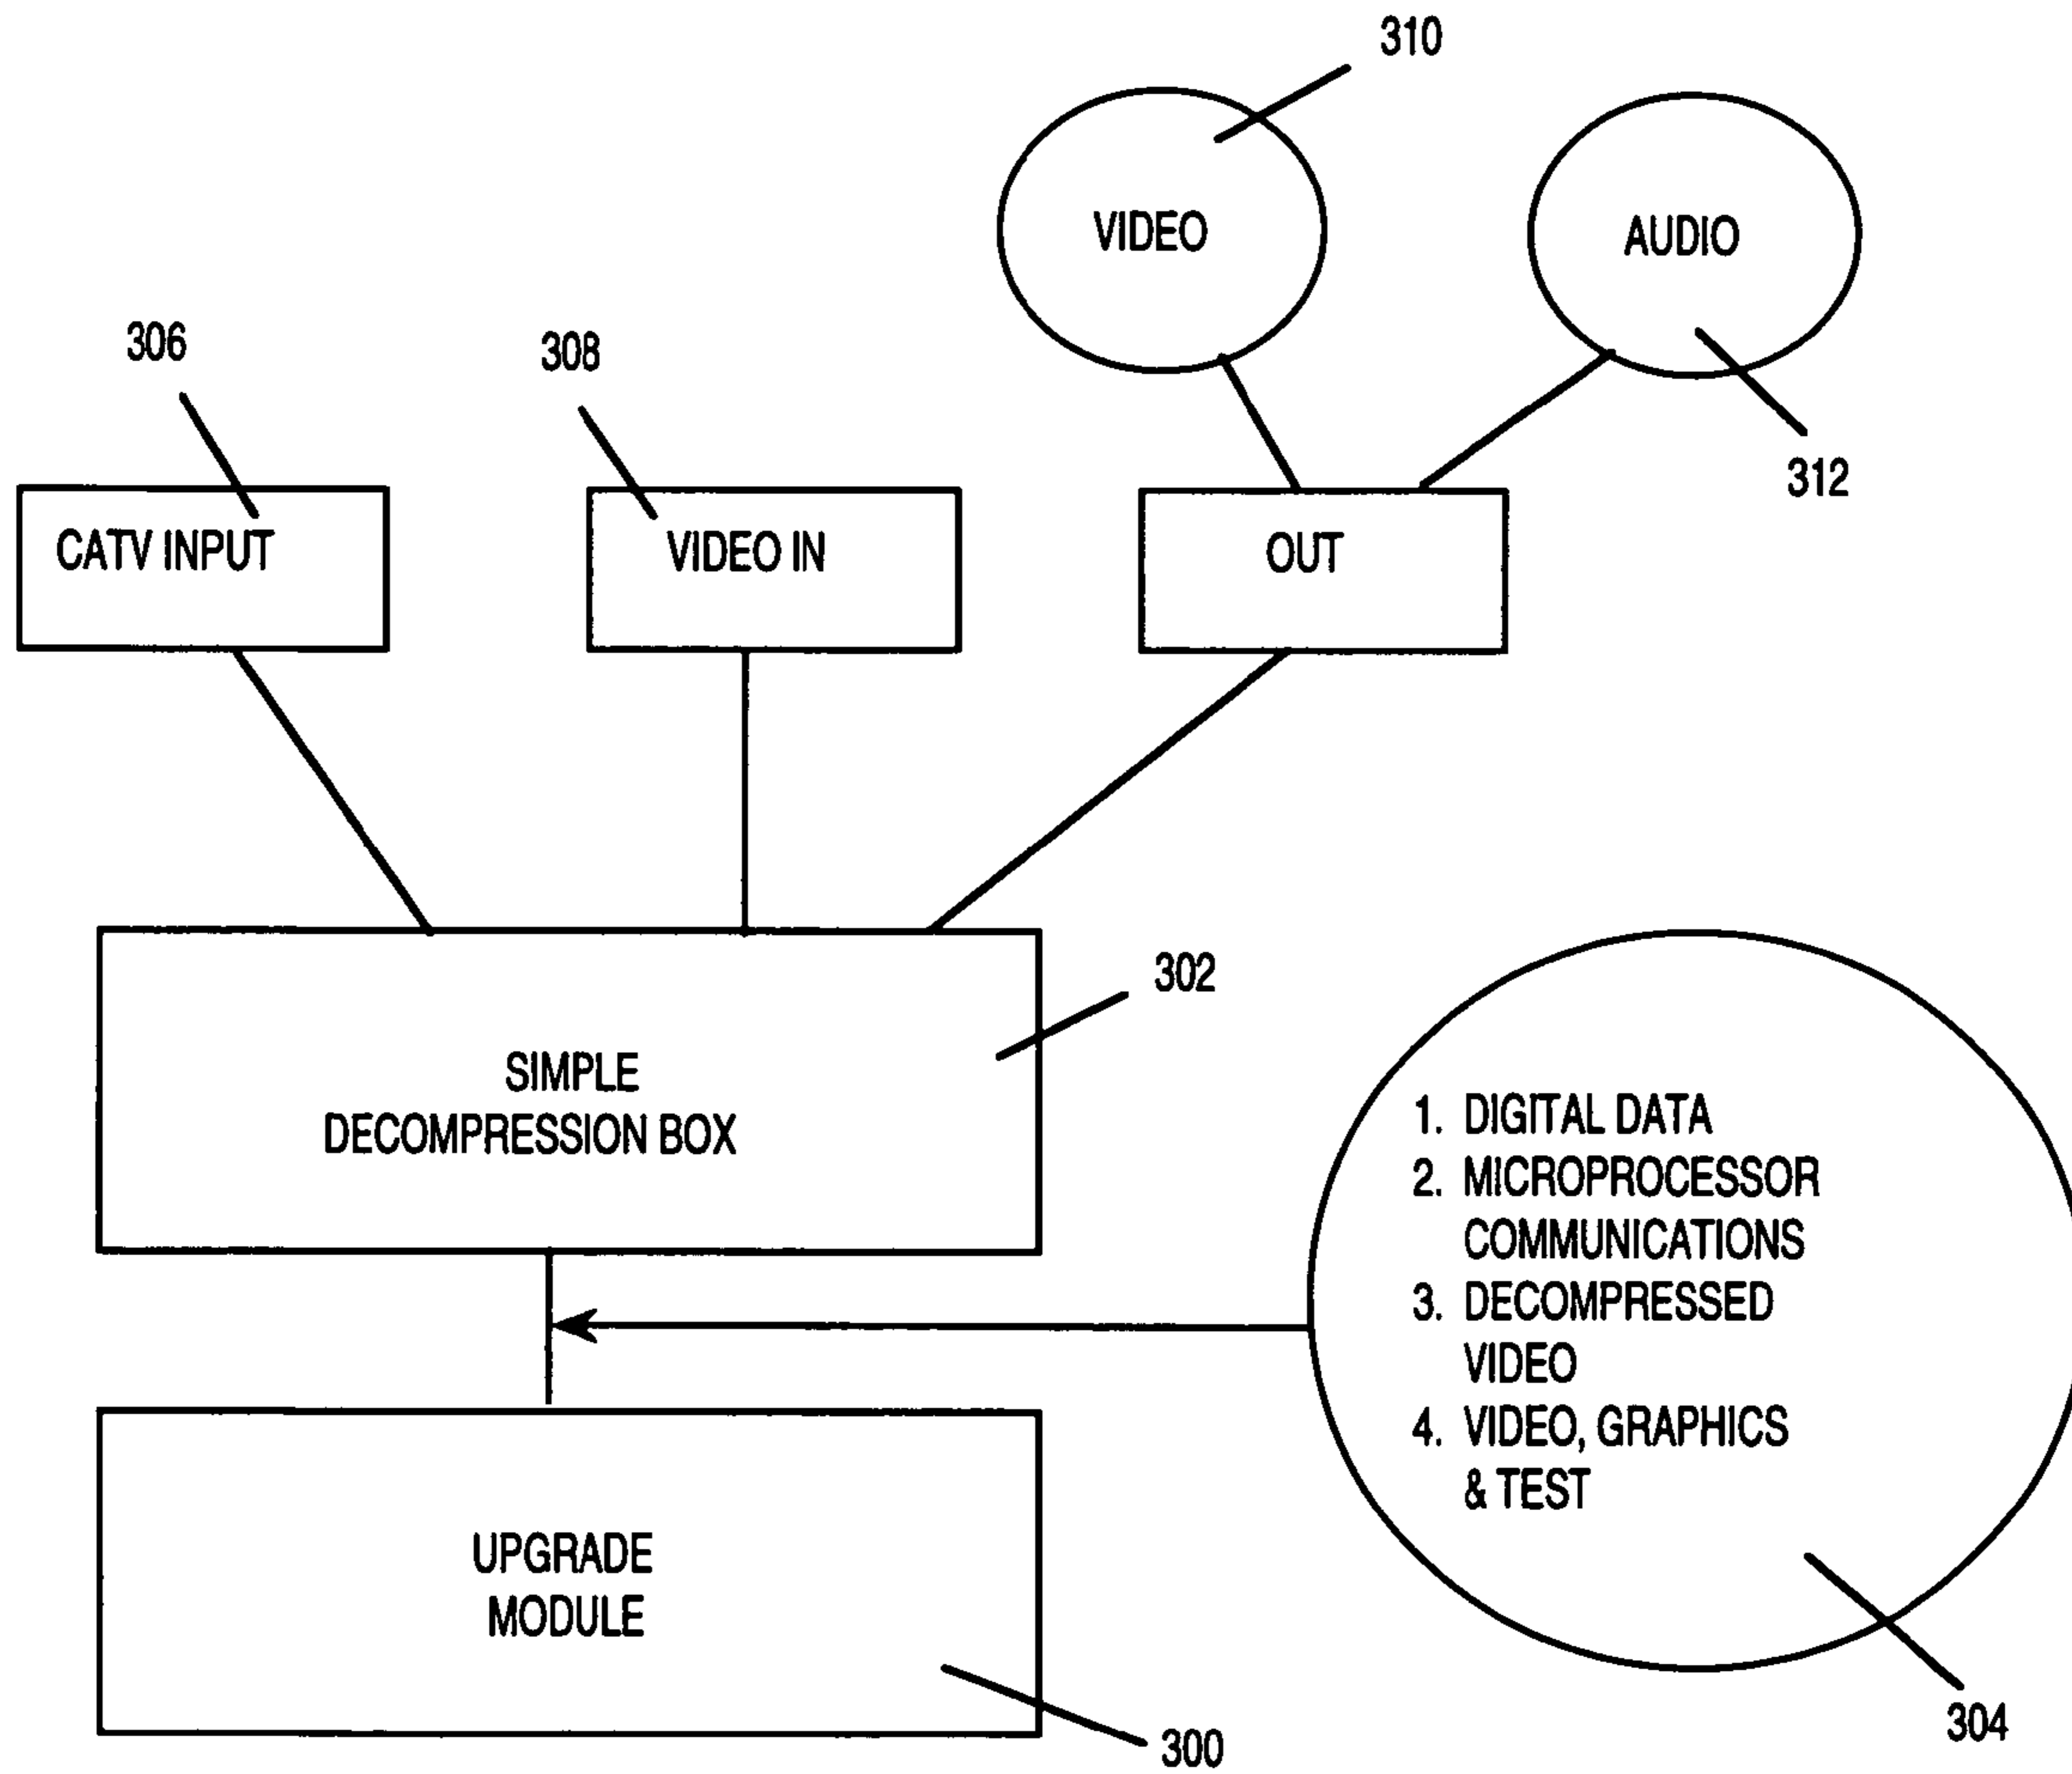 310
VIDEO
AUDIO
306
308
312
CATV INPUT
VIDEO IN
OUT
302
SIMPLE
DECOMPRESSION BOX
1. DIGITAL DATA
2. MICROPROCESSOR
COMMUNICATIONS
3. DECOMPRESSED
VIDEO
4. VIDEO, GRAPHICS
& TEST
UPGRADE
MODULE
304
300